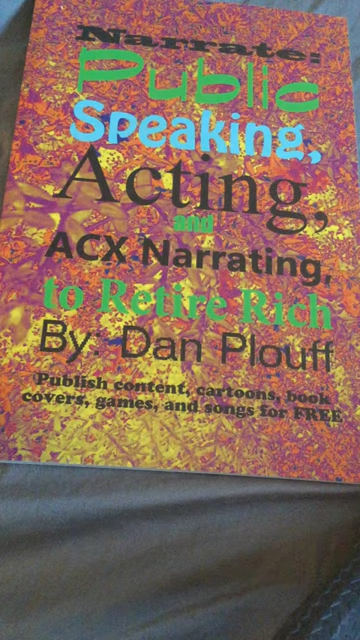 Narrate:
Public
Speaking,
Acting,
and
ACX Narrating,
to Retire Rich
By: Dan Plouff
Publish content, cartoons, book
covers, games, and songs for FREE